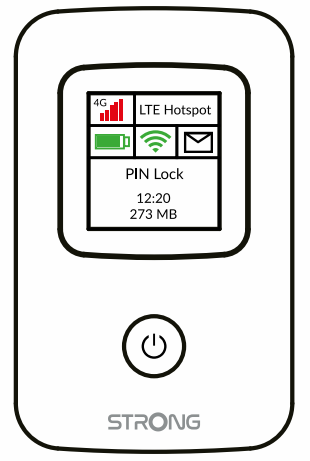 4G
LTE Hotspot
PIN Lock
12:20
273 MB
STRONG